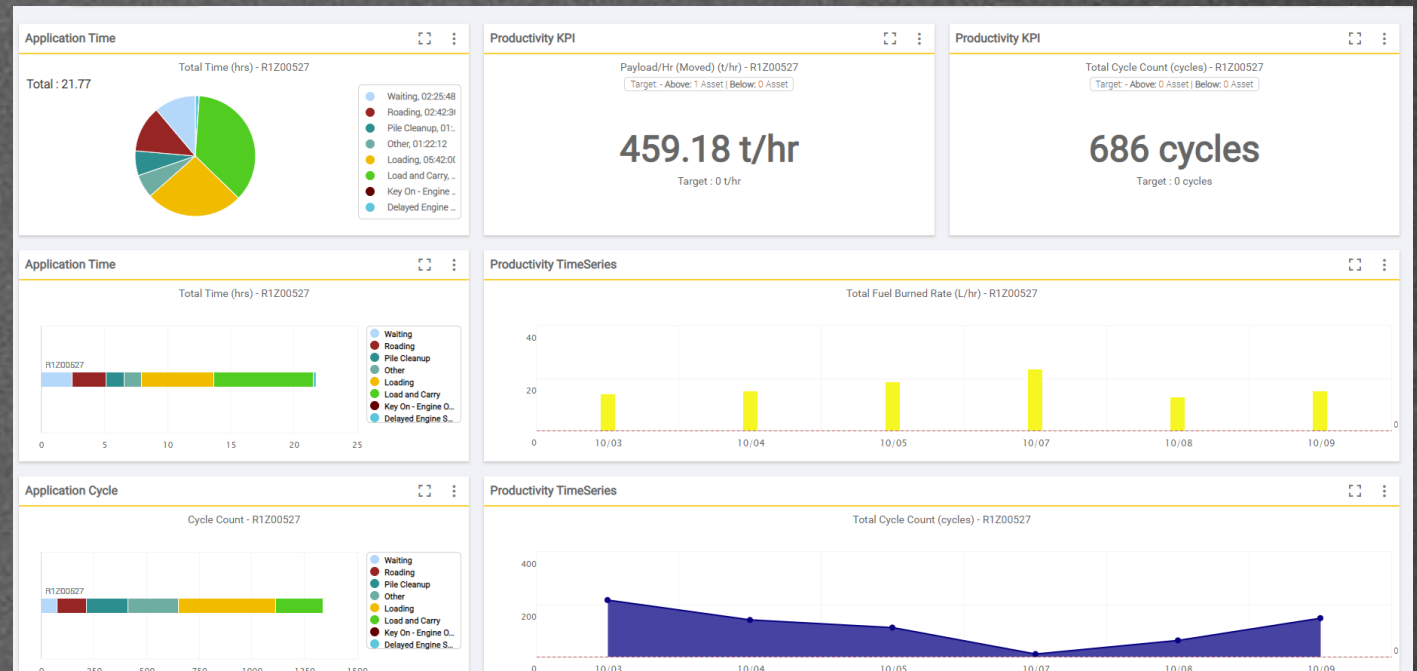 Application Time
Total Time (hrs) - R1Z00527
Total : 21.77
Waiting, 02:25:48
Roading, 02:42:36
Pile Cleanup, 01:..
Other, 01:22:12
Loading, 05:42:00
Load and Carry, ..
Key On - Engine ..
Delayed Engine ..
Productivity KPI
Payload/Hr (Moved) (t/hr) - R1Z00527
Target: - Above: 1 Asset | Below: 0 Asset
459.18 t/hr
Target : 0 t/hr
Productivity KPI
Total Cycle Count (cycles) - R1Z00527
Target: - Above: 0 Asset | Below: 0 Asset
686 cycles
Target : 0 cycles
Application Time
Total Time (hrs) - R1Z00527
R1Z00527
0 5 10 15 20 25
Waiting
Roading
Pile Cleanup
Other
Loading
Load and Carry
Key On - Engine O...
Delayed Engine S...
Productivity TimeSeries
Total Fuel Burned Rate (L/hr) - R1Z00527
40
20
0 0
10/03 10/04 10/05 10/07 10/08 10/09
Application Cycle
Cycle Count - R1Z00527
R1Z00527
0 250 500 750 1000 1250 1500
Waiting
Roading
Pile Cleanup
Other
Loading
Load and Carry
Key On - Engine O...
Delayed Engine S...
Productivity TimeSeries
Total Cycle Count (cycles) - R1Z00527
400
200
0 0
10/03 10/04 10/05 10/07 10/08 10/09